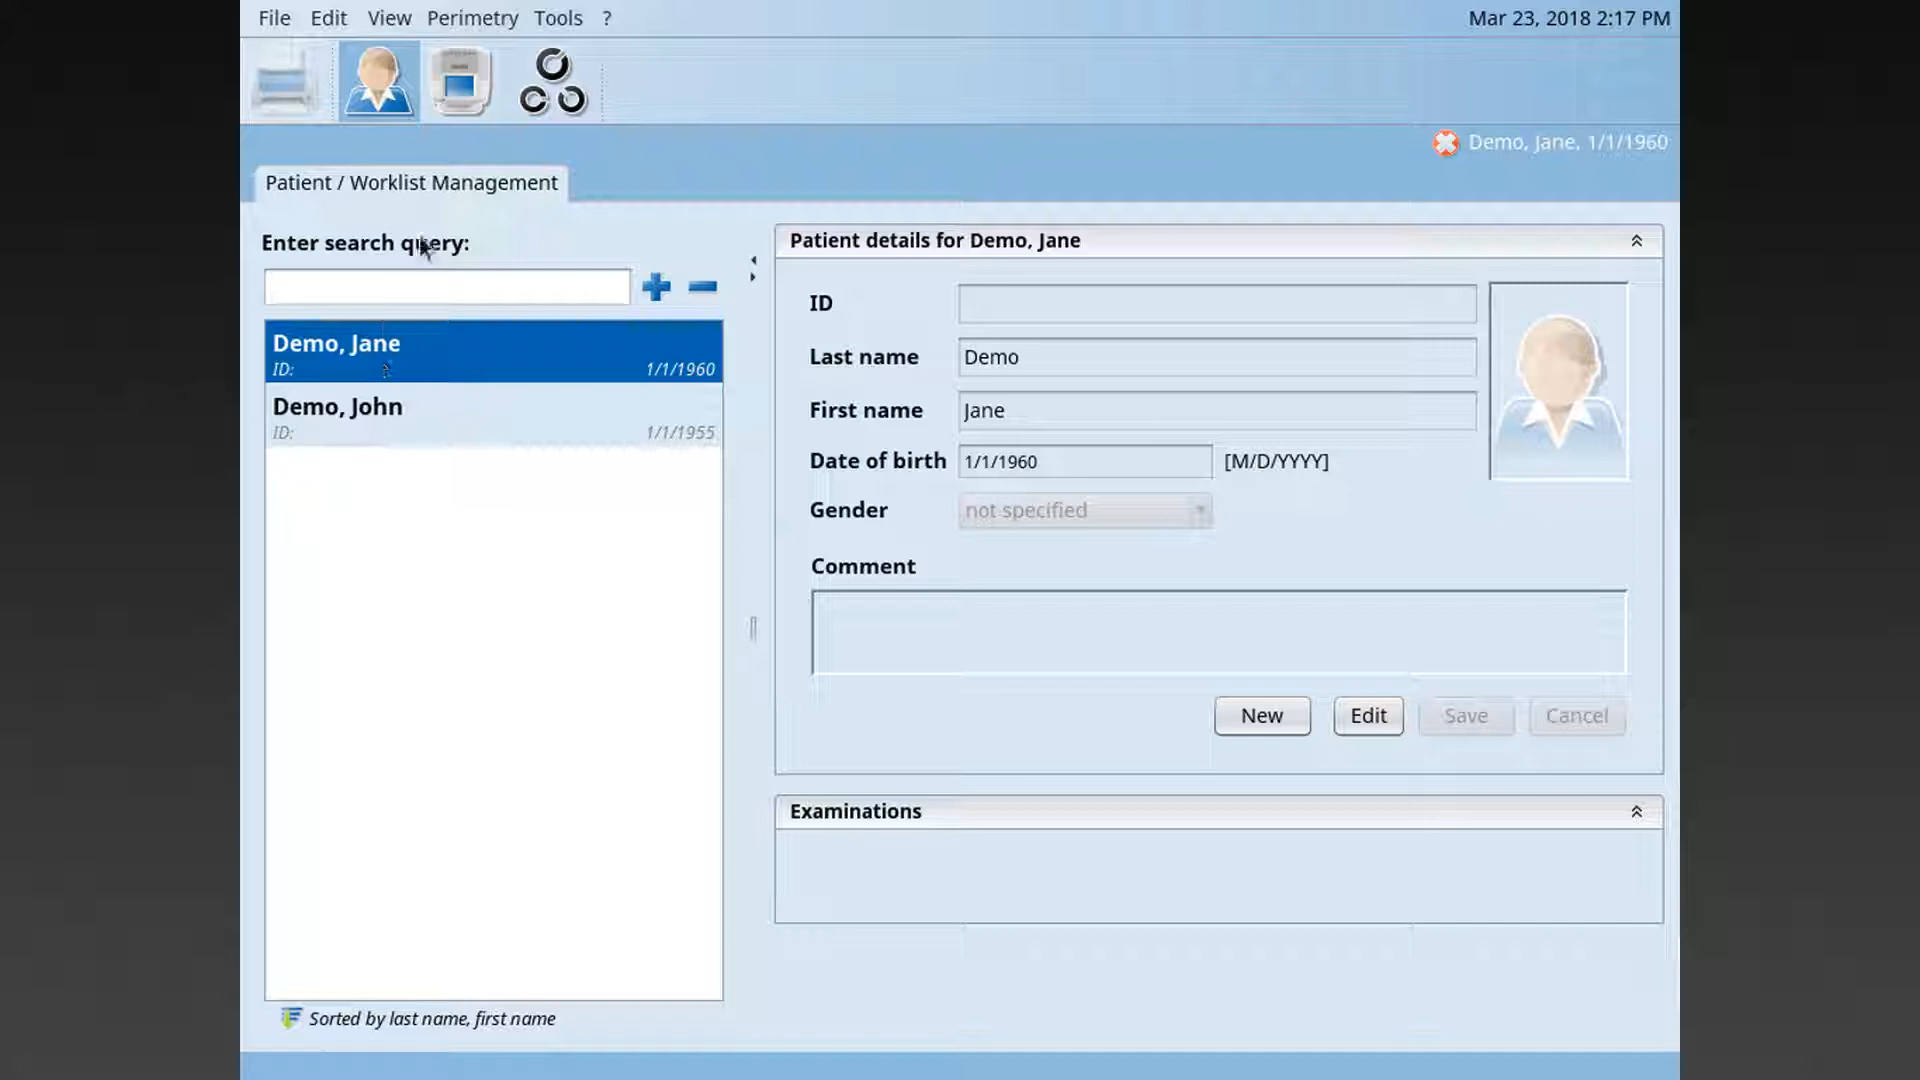 File Edit View Perimetry Tools ? Mar 23, 2018 2:17 PM
Demo, Jane, 1/1/1960
Patient / Worklist Management
Enter search query:
Demo, Jane
ID: 1/1/1960
Demo, John
ID: 1/1/1955
Sorted by last name, first name
Patient details for Demo, Jane
ID
Last name Demo
First name Jane
Date of birth 1/1/1960 [M/D/YYYY]
Gender not specified
Comment
New Edit Save Cancel
Examinations